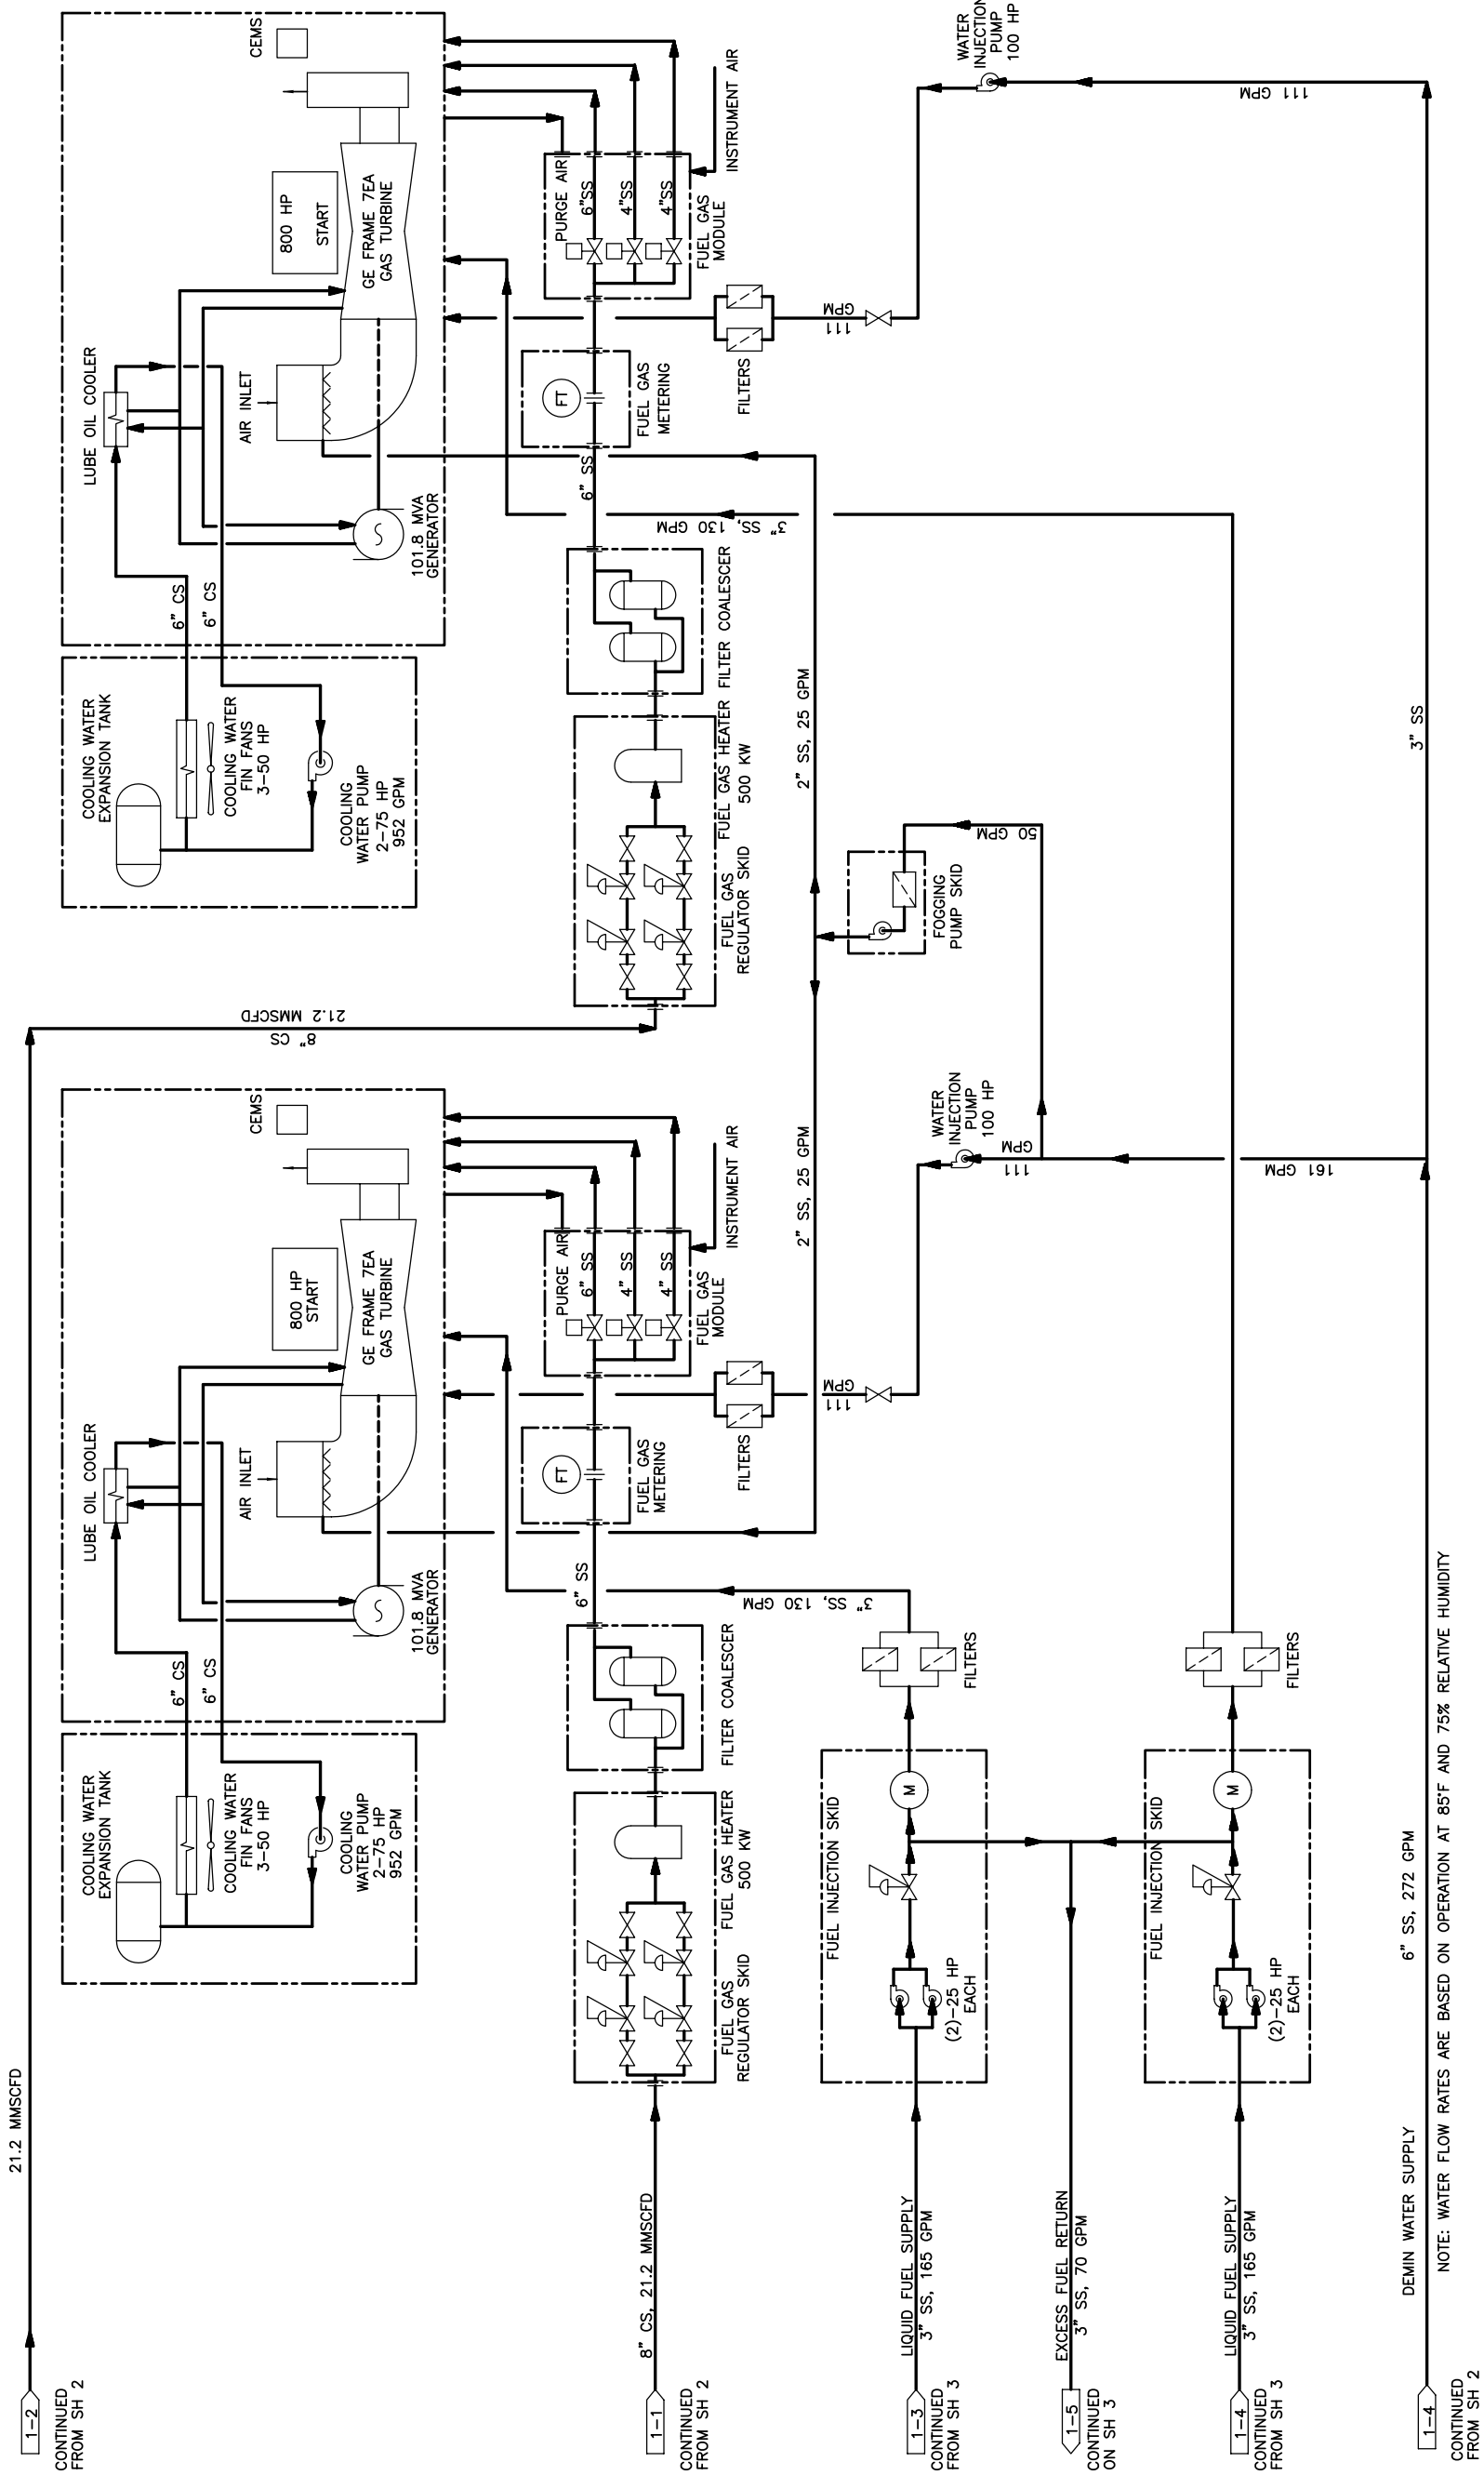 21.2 MMSCFD
1-2
CONTINUED
FROM SH 2
COOLING WATER
EXPANSION TANK
COOLING WATER
FIN FANS
3-50 HP
COOLING
WATER PUMP
2-75 HP
952 GPM
6" CS
6" CS
LUBE OIL COOLER
AIR INLET
101.8 MVA
GENERATOR
800 HP
START
GE FRAME 7EA
GAS TURBINE
CEMS
8" CS
21.2 MMSCFD
COOLING WATER
EXPANSION TANK
COOLING WATER
FIN FANS
3-50 HP
COOLING
WATER PUMP
2-75 HP
952 GPM
6" CS
6" CS
LUBE OIL COOLER
AIR INLET
101.8 MVA
GENERATOR
800 HP
START
GE FRAME 7EA
GAS TURBINE
CEMS
1-1
CONTINUED
FROM SH 2
8" CS, 21.2 MMSCFD
FUEL GAS
REGULATOR SKID
FUEL GAS HEATER
500 KW
FILTER COALESCER
6" SS
FT
FUEL GAS
METERING
PURGE AIR
6" SS
4" SS
4" SS
FUEL GAS
MODULE
INSTRUMENT AIR
3" SS, 130 GPM
FILTERS
111
GPM
FUEL GAS
REGULATOR SKID
FUEL GAS HEATER
500 KW
FILTER COALESCER
6" SS
FT
FUEL GAS
METERING
PURGE AIR
6"SS
4"SS
4"SS
FUEL GAS
MODULE
INSTRUMENT AIR
3" SS, 130 GPM
FILTERS
111
GPM
2" SS, 25 GPM
2" SS, 25 GPM
FOGGING
PUMP SKID
50 GPM
WATER
INJECTION
PUMP
100 HP
111
GPM
161 GPM
WATER
INJECTION
PUMP
100 HP
111 GPM
1-3
CONTINUED
FROM SH 3
LIQUID FUEL SUPPLY
3" SS, 165 GPM
FUEL INJECTION SKID
(2)-25 HP
EACH
M
FILTERS
1-5
CONTINUED
ON SH 3
EXCESS FUEL RETURN
3" SS, 70 GPM
1-4
CONTINUED
FROM SH 3
LIQUID FUEL SUPPLY
3" SS, 165 GPM
FUEL INJECTION SKID
(2)-25 HP
EACH
M
FILTERS
1-4
CONTINUED
FROM SH 2
DEMIN WATER SUPPLY
6" SS, 272 GPM
3" SS
NOTE: WATER FLOW RATES ARE BASED ON OPERATION AT 85°F AND 75% RELATIVE HUMIDITY